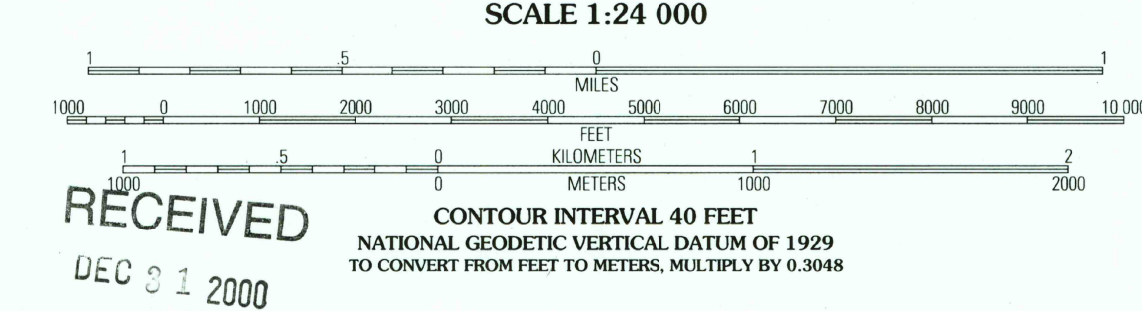 SCALE 1:24 000
1 .5 0 1
MILES
1000 0 1000 2000 3000 4000 5000 6000 7000 8000 9000 10 000
FEET
1 .5 0 KILOMETERS 1 2
1000 0 METERS 1000 2000
CONTOUR INTERVAL 40 FEET
NATIONAL GEODETIC VERTICAL DATUM OF 1929
TO CONVERT FROM FEET TO METERS, MULTIPLY BY 0.3048
RECEIVED
DEC 31 2000